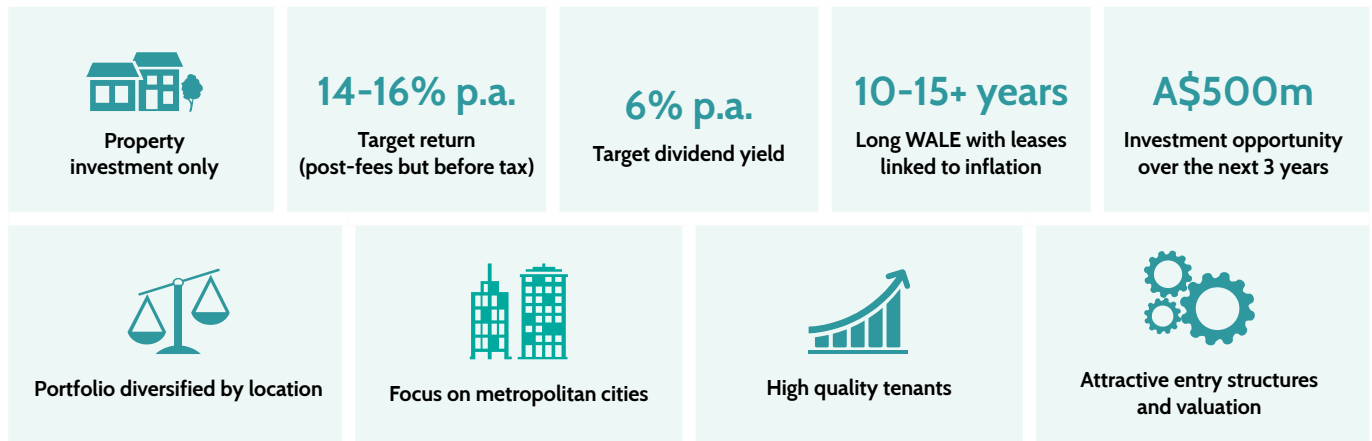 Property
investment only
14-16% p.a.
Target return
(post-fees but before tax)
6% p.a.
Target dividend yield
10-15+ years
Long WALE with leases
linked to inflation
A$500m
Investment opportunity
over the next 3 years
Portfolio diversified by location
Focus on metropolitan cities
High quality tenants
Attractive entry structures
and valuation